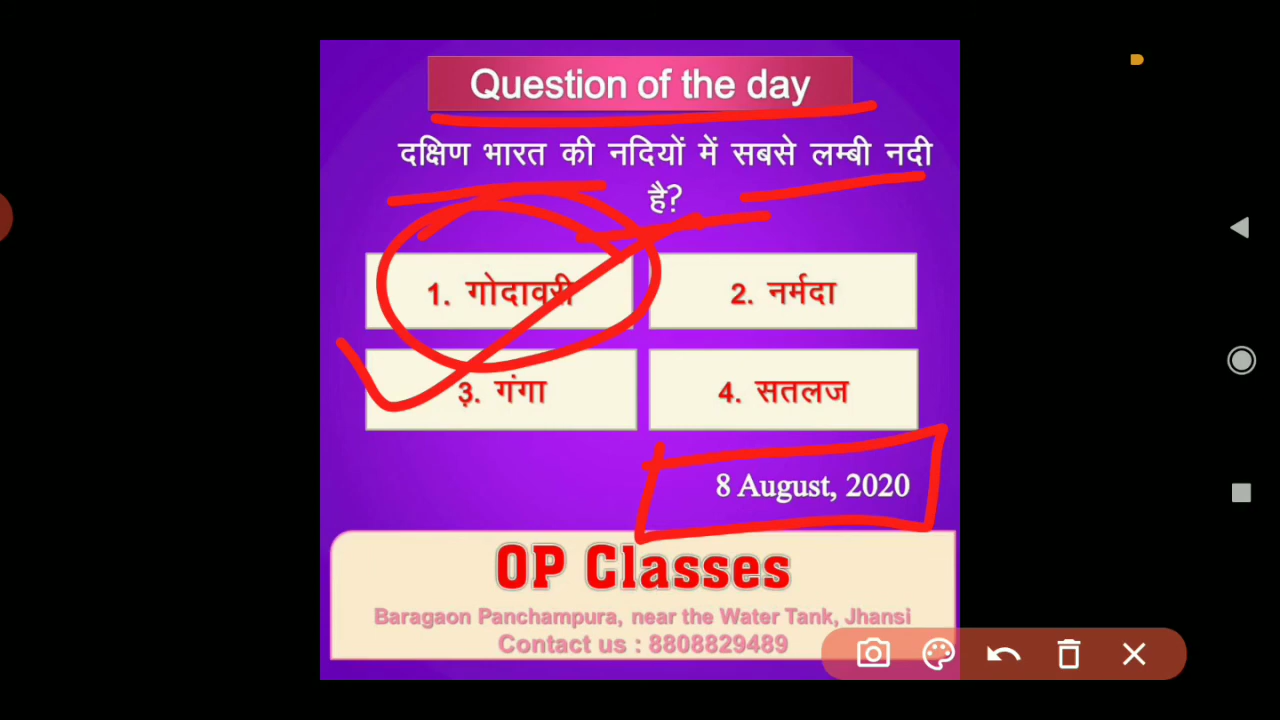 Question of the day
दक्षिण भारत की नदियों में सबसे लम्बी नदी
है?
1. गोदावरी
2. नर्मदा
३. गंगा
4. सतलज
8 August, 2020
OP Classes
Baragaon Panchampura, near the Water Tank, Jhansi
Contact us : 8808829489